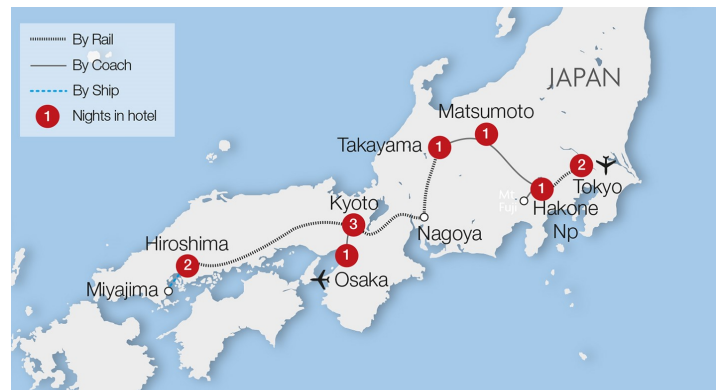 By Rail
By Coach
By Ship
1 Nights in hotel
JAPAN
Matsumoto
1
Takayama
1
2
Tokyo
1
Mt.
Fuji
Hakone
Np
Kyoto
3
Nagoya
Hiroshima
2
1
Osaka
Miyajima